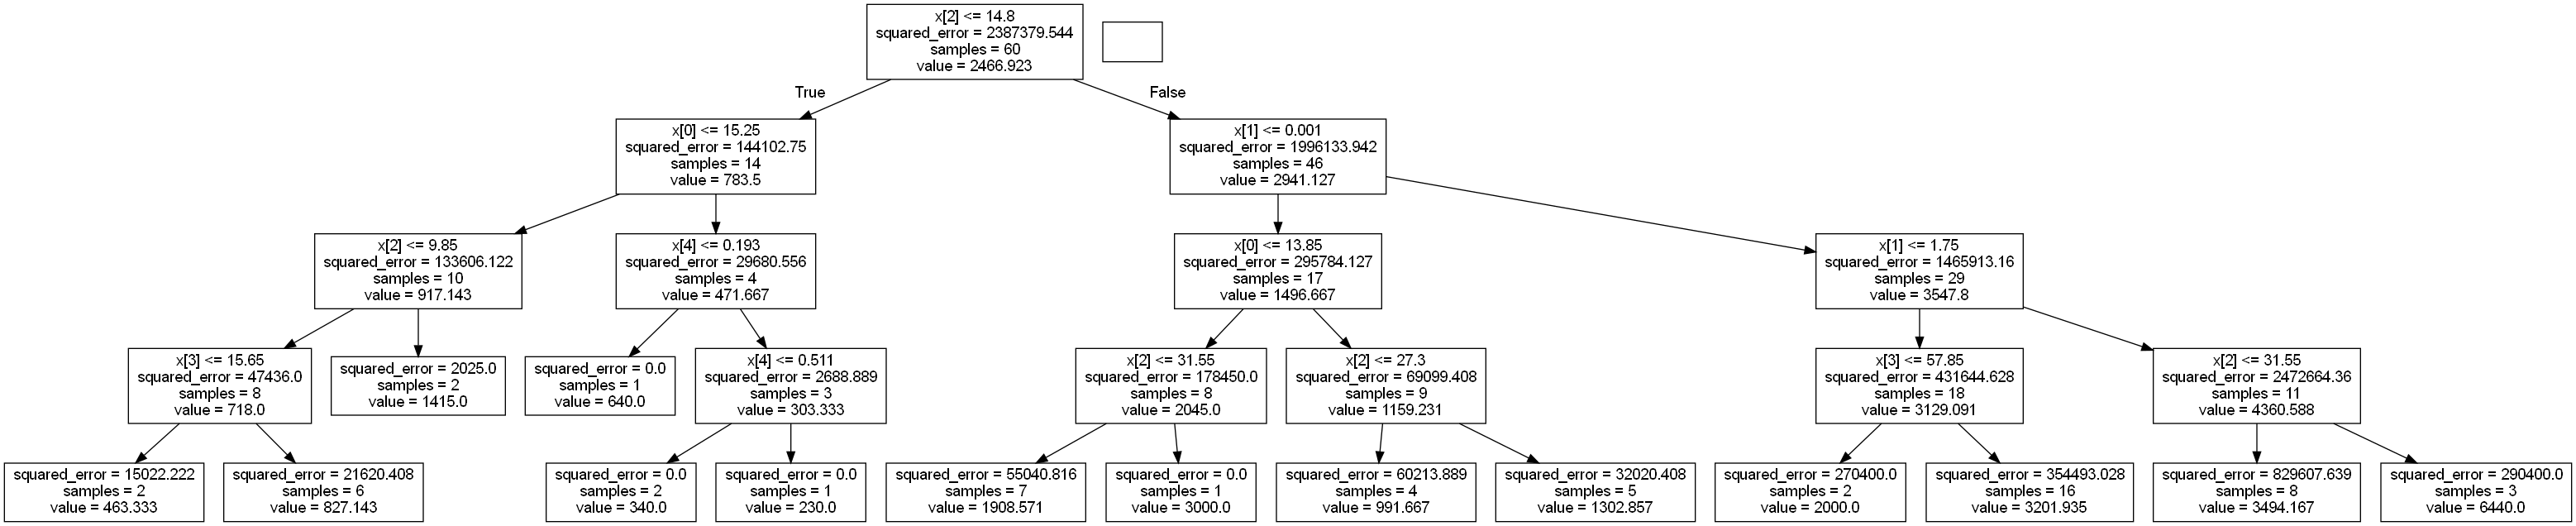 x[2] <= 14.8
squared_error = 2387379.544
samples = 60
value = 2466.923
True
False
x[0] <= 15.25
squared_error = 144102.75
samples = 14
value = 783.5
x[1] <= 0.001
squared_error = 1996133.942
samples = 46
value = 2941.127
x[2] <= 9.85
squared_error = 133606.122
samples = 10
value = 917.143
x[4] <= 0.193
squared_error = 29680.556
samples = 4
value = 471.667
x[0] <= 13.85
squared_error = 295784.127
samples = 17
value = 1496.667
x[1] <= 1.75
squared_error = 1465913.16
samples = 29
value = 3547.8
x[3] <= 15.65
squared_error = 47436.0
samples = 8
value = 718.0
squared_error = 2025.0
samples = 2
value = 1415.0
squared_error = 0.0
samples = 1
value = 640.0
x[4] <= 0.511
squared_error = 2688.889
samples = 3
value = 303.333
x[2] <= 31.55
squared_error = 178450.0
samples = 8
value = 2045.0
x[2] <= 27.3
squared_error = 69099.408
samples = 9
value = 1159.231
x[3] <= 57.85
squared_error = 431644.628
samples = 18
value = 3129.091
x[2] <= 31.55
squared_error = 2472664.36
samples = 11
value = 4360.588
squared_error = 15022.222
samples = 2
value = 463.333
squared_error = 21620.408
samples = 6
value = 827.143
squared_error = 0.0
samples = 2
value = 340.0
squared_error = 0.0
samples = 1
value = 230.0
squared_error = 55040.816
samples = 7
value = 1908.571
squared_error = 0.0
samples = 1
value = 3000.0
squared_error = 60213.889
samples = 4
value = 991.667
squared_error = 32020.408
samples = 5
value = 1302.857
squared_error = 270400.0
samples = 2
value = 2000.0
squared_error = 354493.028
samples = 16
value = 3201.935
squared_error = 829607.639
samples = 8
value = 3494.167
squared_error = 290400.0
samples = 3
value = 6440.0